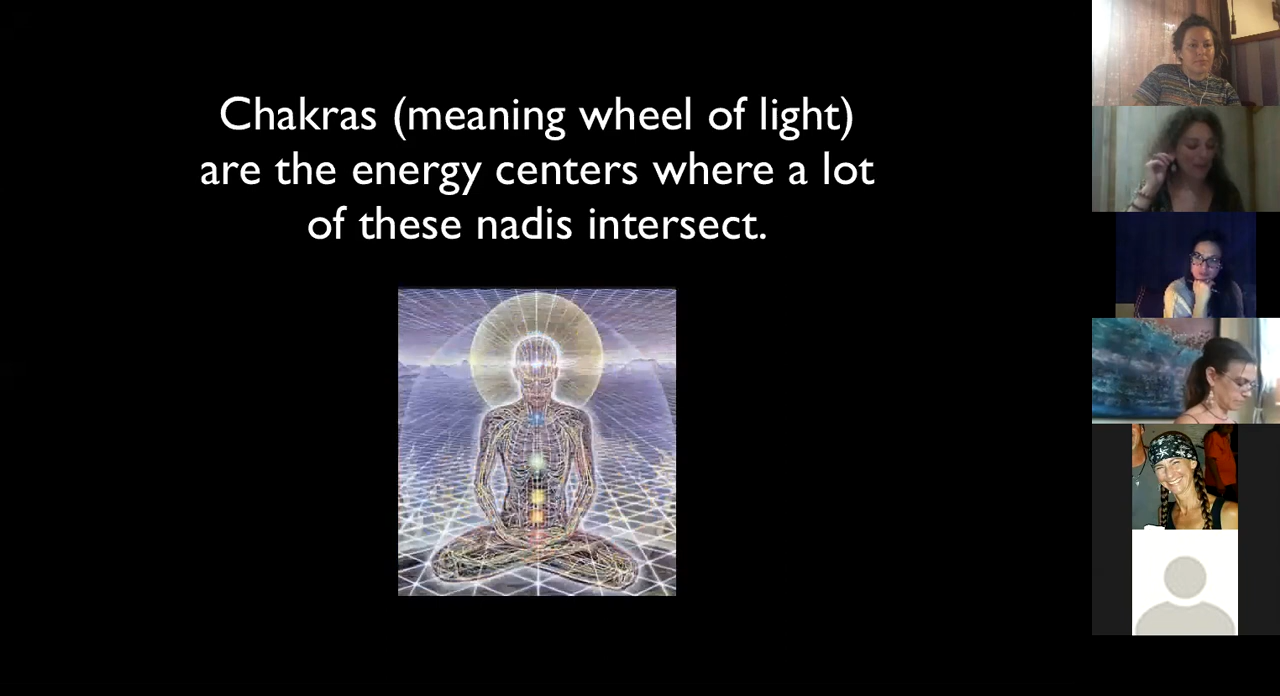 Chakras (meaning wheel of light)
are the energy centers where a lot
of these nadis intersect.